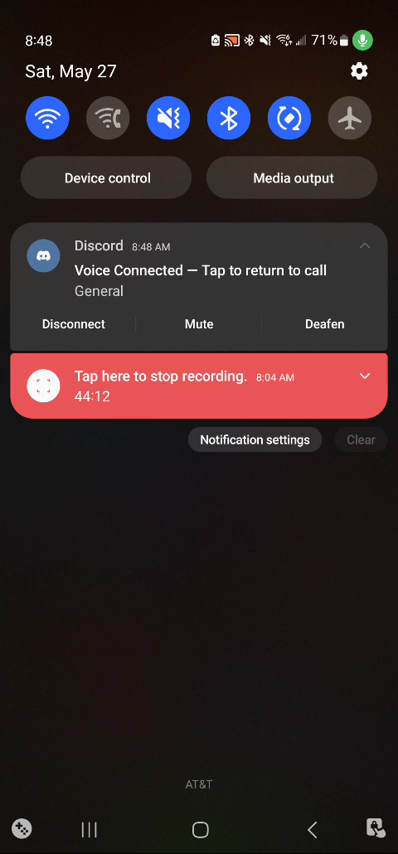 8:48 71%
Sat, May 27
Device control Media output
Discord 8:48 AM
Voice Connected — Tap to return to call
General
Disconnect Mute Deafen
Tap here to stop recording. 8:04 AM
44:12
Notification settings Clear
AT&T